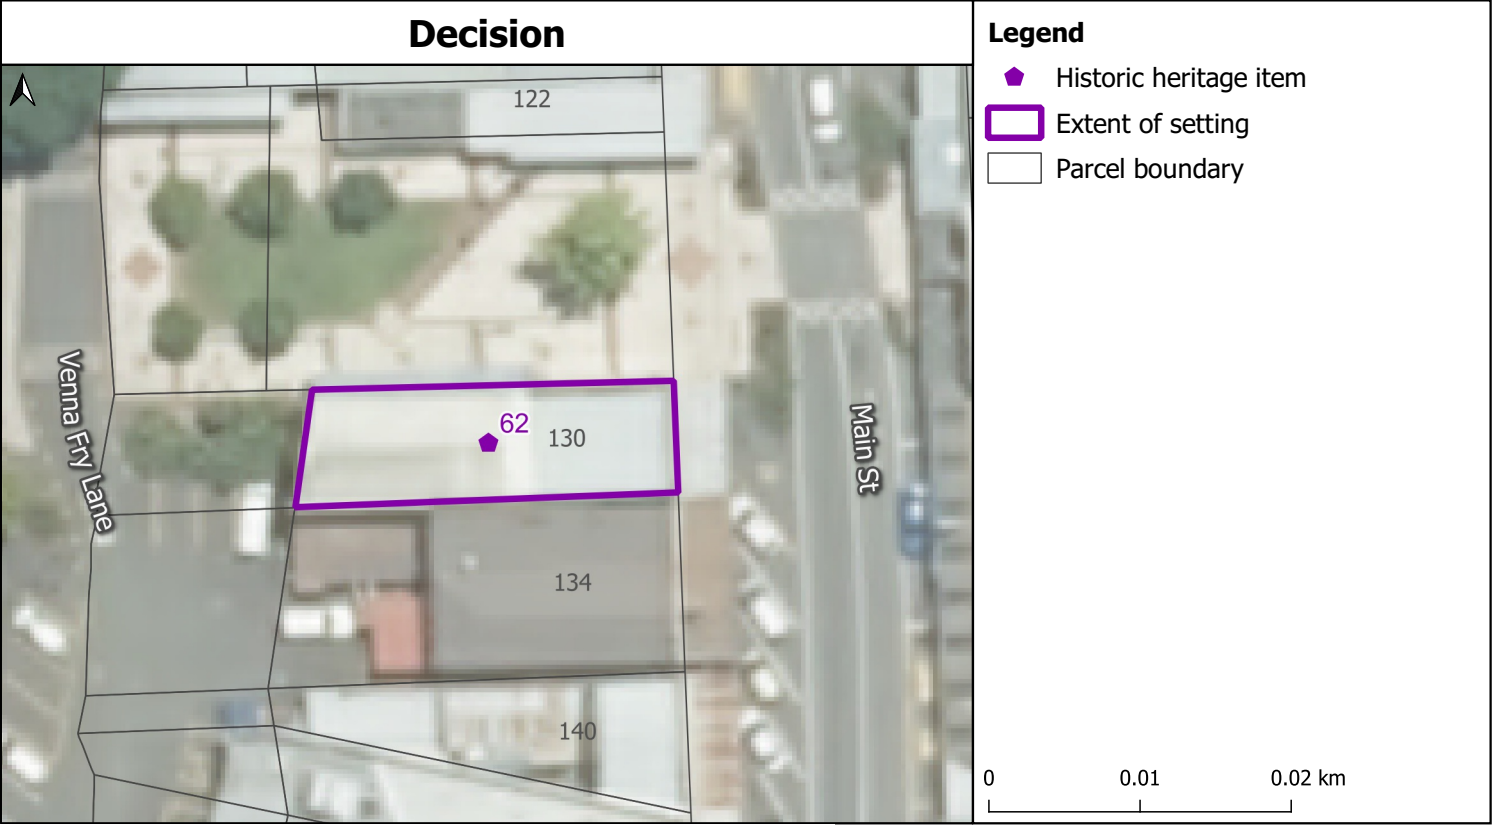 Decision
122
62
130
Venna Fry Lane
Main St
134
140
Legend
Historic heritage item
Extent of setting
Parcel boundary
0 0.01 0.02 km